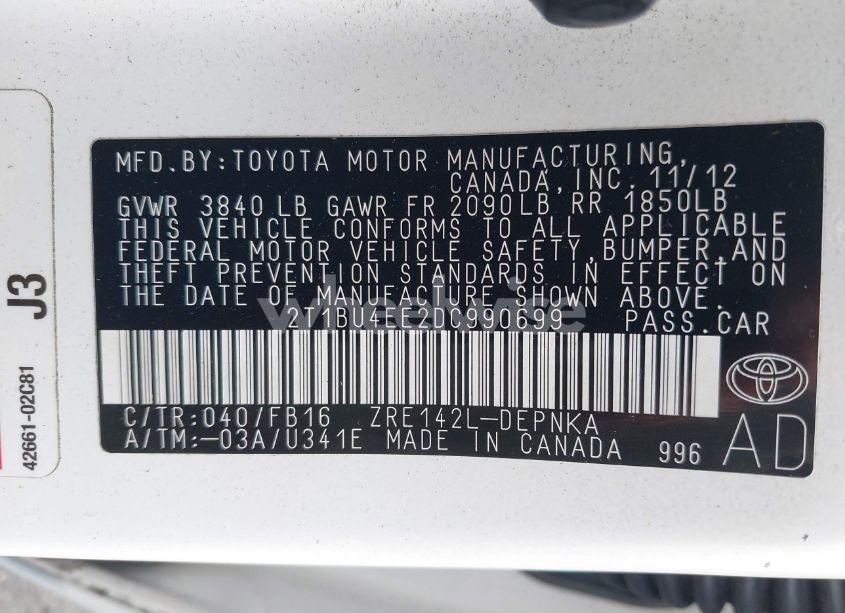 MFD.BY:TOYOTA MOTOR MANUFACTURING,
CANADA, INC. 11/12
GVWR 3840 LB GAWR FR 2090LB RR 1850LB
THIS VEHICLE CONFORMS TO ALL APPLICABLE
FEDERAL MOTOR VEHICLE SAFETY,BUMPER,AND
THEFT PREVENTION STANDARDS IN EFFECT ON
THE DATE OF MANUFACTURE SHOWN ABOVE.
2T1BU4EE2DC990699 PASS.CAR
C/TR:040/FB16 ZRE142L-DEPNKA
A/TM:-03A/U341E MADE IN CANADA 996 AD
J3
42661-02C81